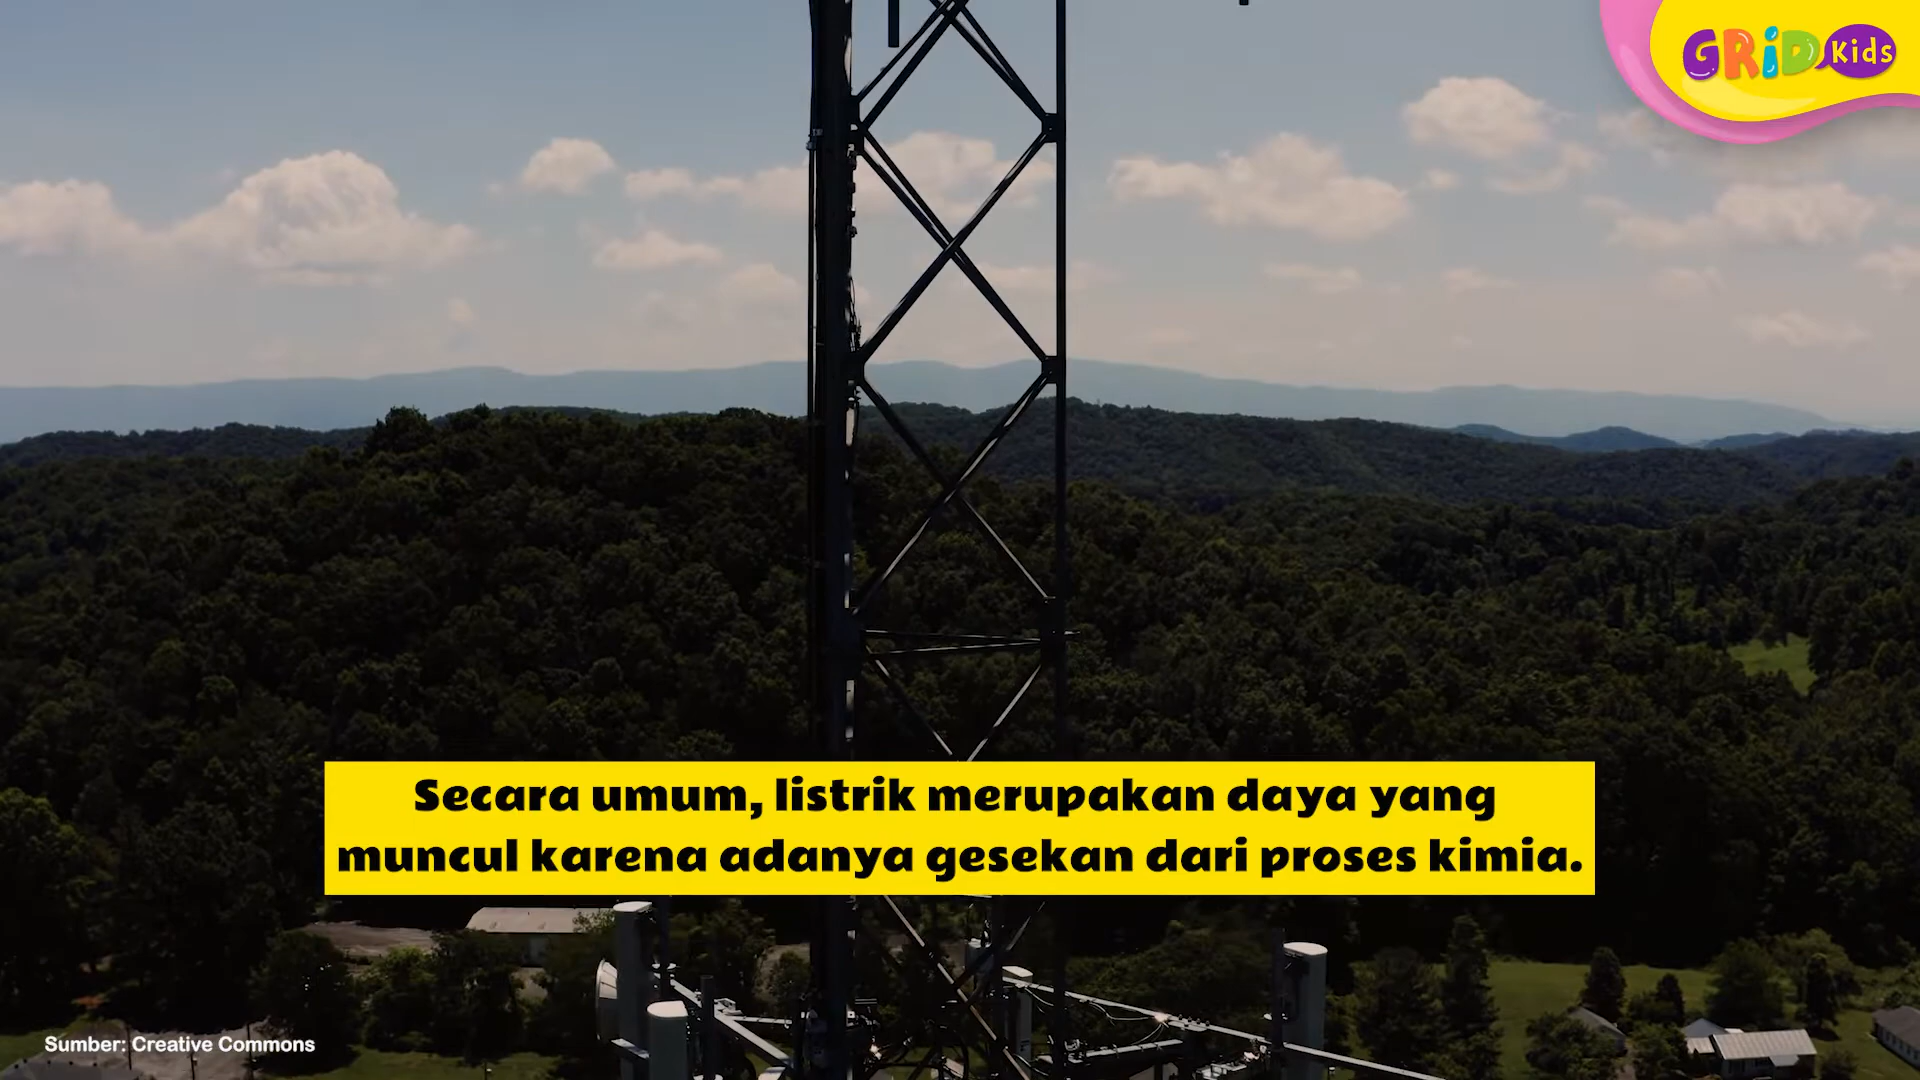 GRiD Kids
Secara umum, listrik merupakan daya yang
muncul karena adanya gesekan dari proses kimia.
Sumber: Creative Commons